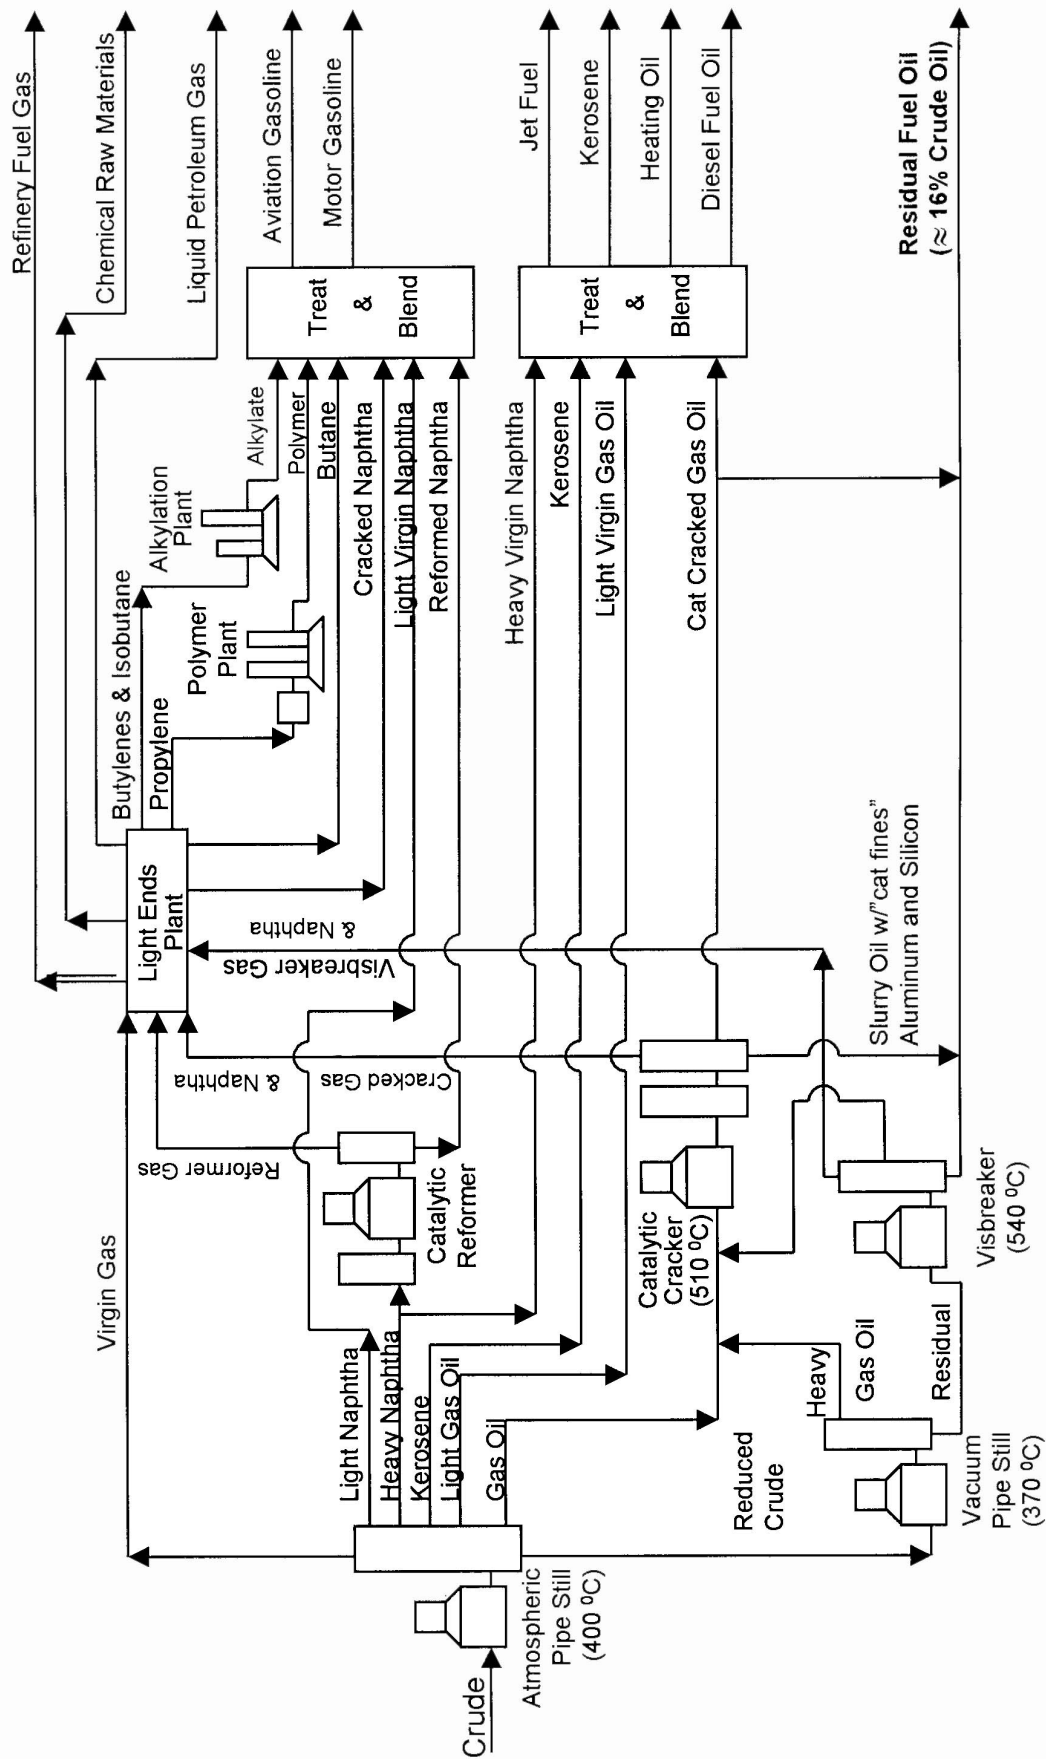 Crude
Atmospheric
Pipe Still
(400 ⁰C)
Virgin Gas
Light Naphtha
Heavy Naphtha
Kerosene
Light Gas Oil
Gas Oil
Reduced
Crude
Vacuum
Pipe Still
(370 ⁰C)
Heavy
Gas Oil
Residual
Visbreaker
(540 ⁰C)
Catalytic
Reformer
Catalytic
Cracker
(510 ⁰C)
Reformer Gas
& Naphtha
Cracked Gas
Visbreaker Gas
& Naphtha
Light Ends
Plant
Slurry Oil w/"cat fines"
Aluminum and Silicon
Butylenes & Isobutane
Propylene
Polymer
Plant
Alkylation
Plant
Alkylate
Polymer
Butane
Cracked Naphtha
Light Virgin Naphtha
Reformed Naphtha
Heavy Virgin Naphtha
Kerosene
Light Virgin Gas Oil
Cat Cracked Gas Oil
Treat
&
Blend
Treat
&
Blend
Refinery Fuel Gas
Chemical Raw Materials
Liquid Petroleum Gas
Aviation Gasoline
Motor Gasoline
Jet Fuel
Kerosene
Heating Oil
Diesel Fuel Oil
Residual Fuel Oil
(≈ 16% Crude Oil)